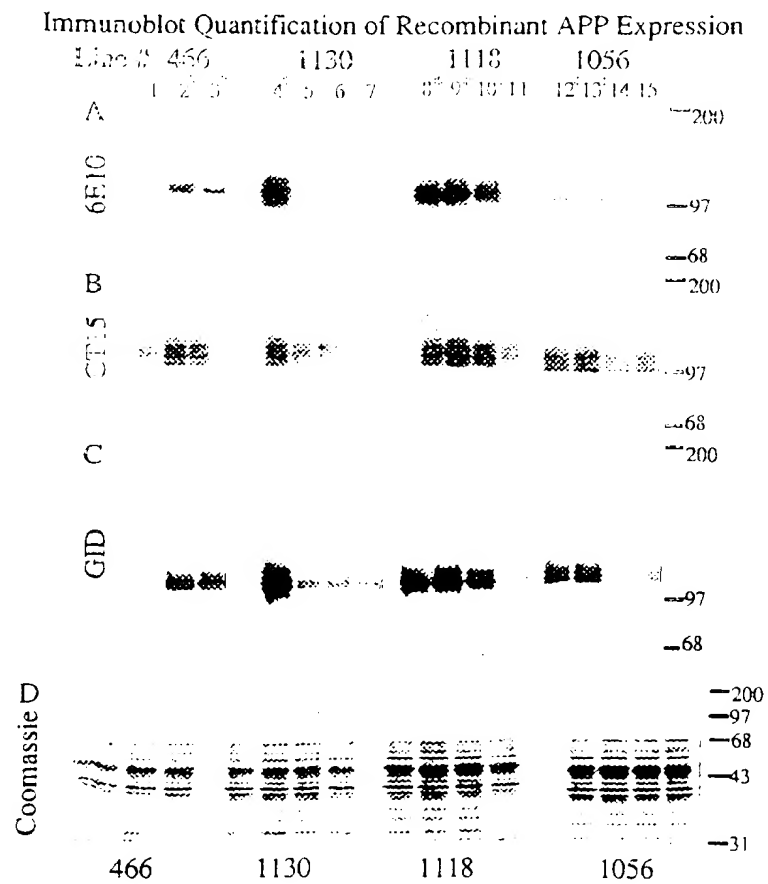 Immunoblot Quantification of Recombinant APP Expression
Line # 466 1130 1118 1056
1 2* 3* 4* 5 6 7 8* 9* 10* 11 12* 13* 14 15
A
6E10
200
97
68
B
CT15
200
97
68
C
GID
200
97
68
D
Coomassie
200
97
68
43
31
466 1130 1118 1056